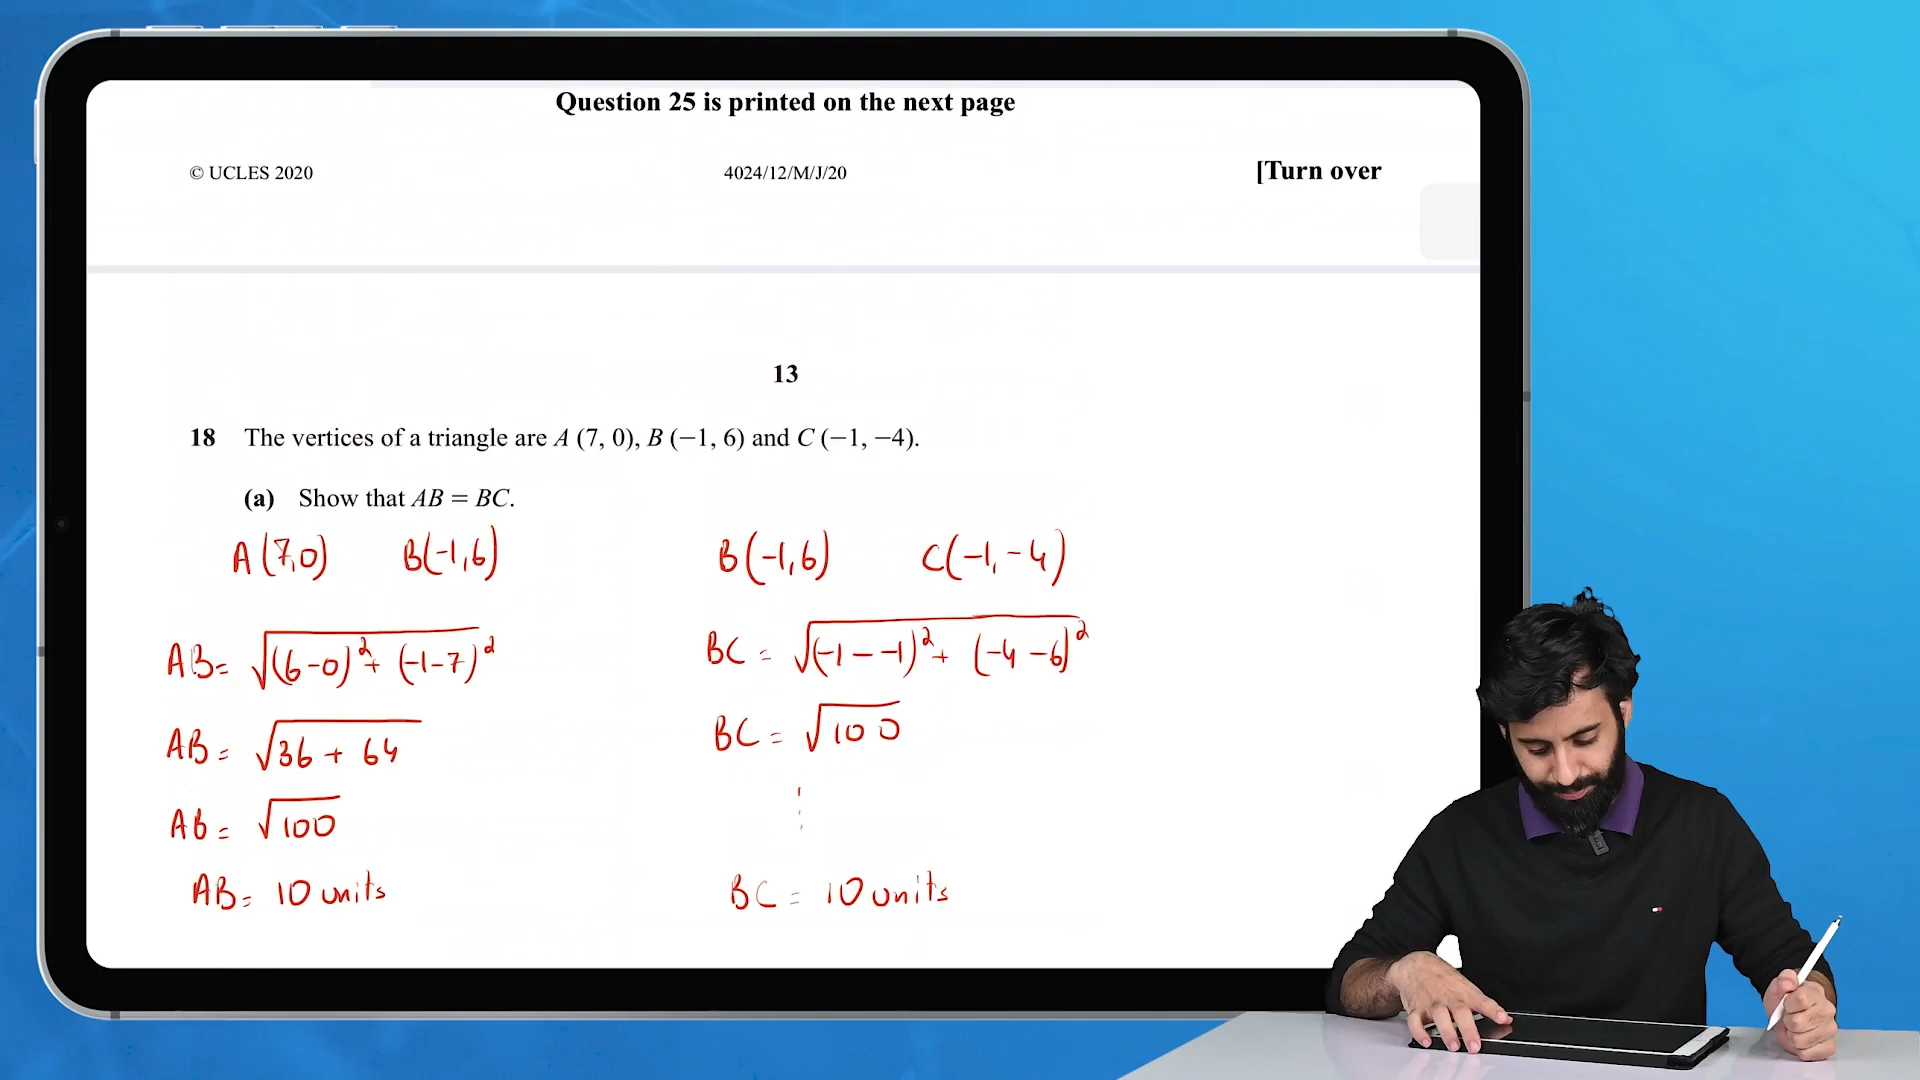 Question 25 is printed on the next page
© UCLES 2020 4024/12/M/J/20 [Turn over
13
18 The vertices of a triangle are A (7, 0), B (−1, 6) and C (−1, −4).
(a) Show that AB = BC.
A (7,0) B(-1,6) B(-1,6) C(-1,-4)
AB = √((6-0)² + (-1-7)²) BC = √((-1 - -1)² + (-4 -6)²)
AB = √(36 + 64) BC = √100
AB = √100 ⋮
AB = 10 units BC = 10 units